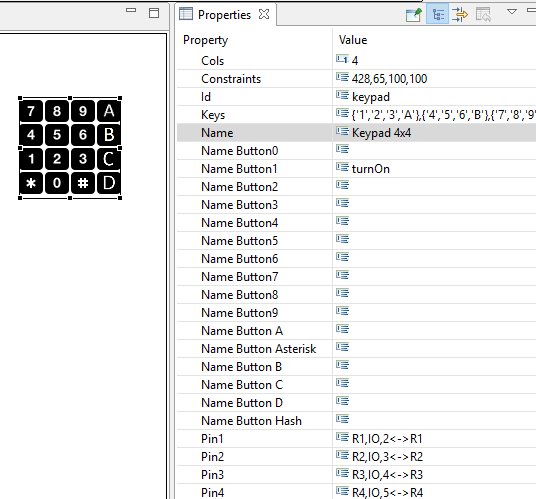 Properties
Property Value
Cols 4
Constraints 428,65,100,100
Id keypad
Keys {'1','2','3','A'},{'4','5','6','B'},{'7','8','9'
Name Keypad 4x4
Name Button0
Name Button1 turnOn
Name Button2
Name Button3
Name Button4
Name Button5
Name Button6
Name Button7
Name Button8
Name Button9
Name Button A
Name Button Asterisk
Name Button B
Name Button C
Name Button D
Name Button Hash
Pin1 R1,IO,2<->R1
Pin2 R2,IO,3<->R2
Pin3 R3,IO,4<->R3
Pin4 R4,IO,5<->R4
7 8 9 A
4 5 6 B
1 2 3 C
* 0 # D